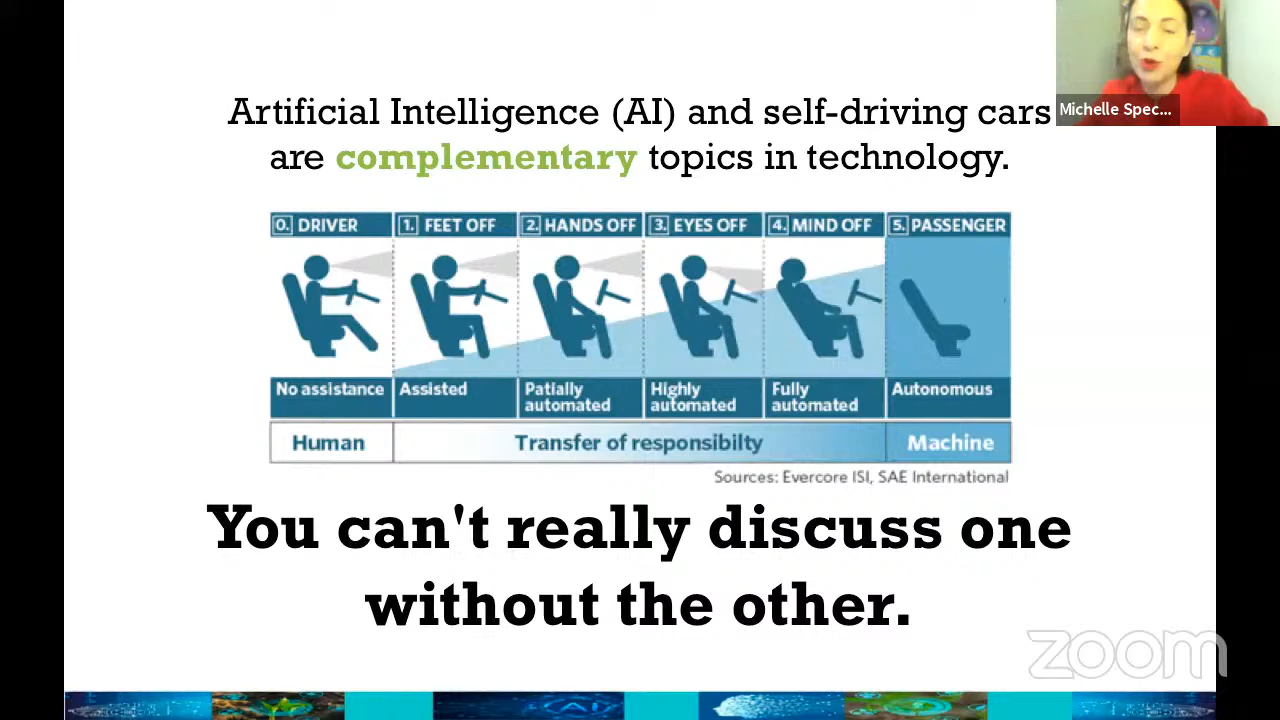 Artificial Intelligence (AI) and self-driving cars
are complementary topics in technology.
Michelle Spec...
0. DRIVER
1. FEET OFF
2. HANDS OFF
3. EYES OFF
4. MIND OFF
5. PASSENGER
No assistance
Assisted
Patially
automated
Highly
automated
Fully
automated
Autonomous
Human
Transfer of responsibilty
Machine
Sources: Evercore ISI, SAE International
You can't really discuss one
without the other.
zoom
AI